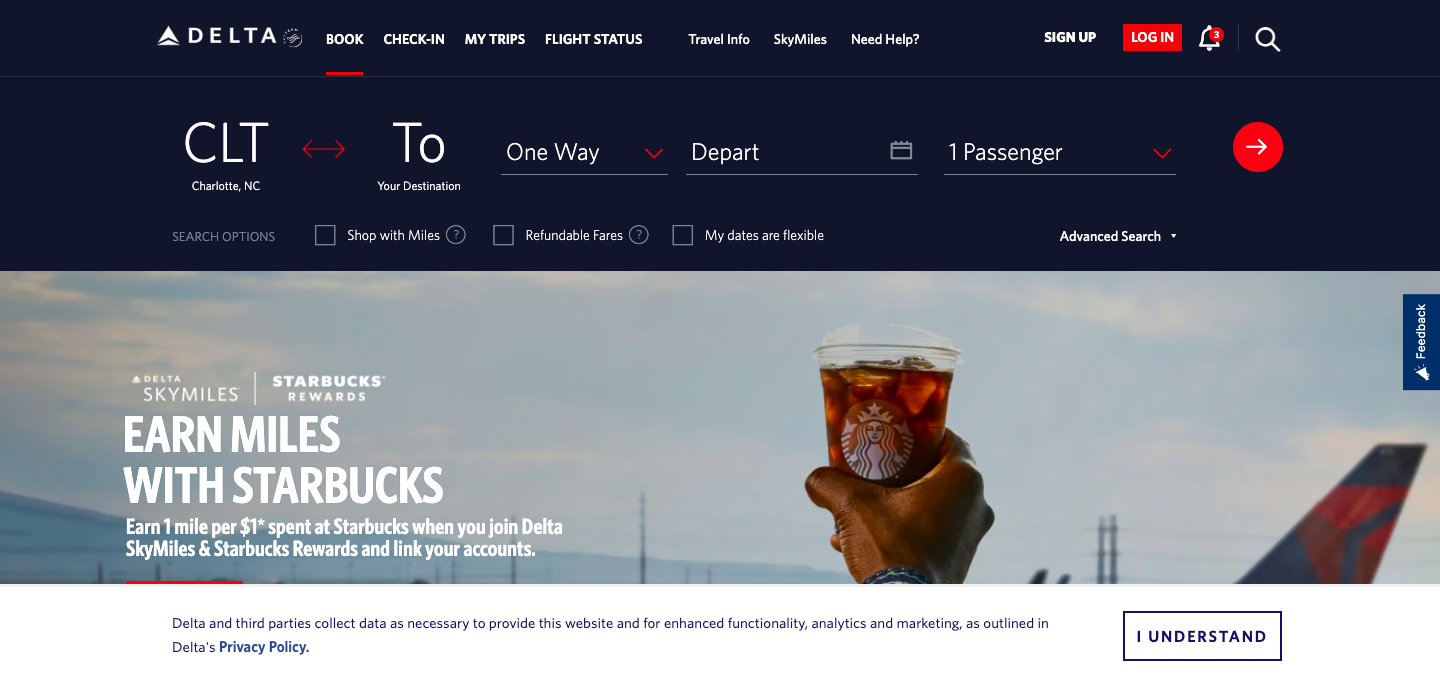 DELTA
BOOK
CHECK-IN
MY TRIPS
FLIGHT STATUS
Travel Info
SkyMiles
Need Help?
SIGN UP
LOG IN
3
CLT
Charlotte, NC
To
Your Destination
One Way
Depart
1 Passenger
SEARCH OPTIONS
Shop with Miles ?
Refundable Fares ?
My dates are flexible
Advanced Search
Feedback
DELTA
SKYMILES
STARBUCKS®
REWARDS
EARN MILES
WITH STARBUCKS
Earn 1 mile per $1* spent at Starbucks when you join Delta
SkyMiles & Starbucks Rewards and link your accounts.
Delta and third parties collect data as necessary to provide this website and for enhanced functionality, analytics and marketing, as outlined in
Delta's Privacy Policy.
I UNDERSTAND